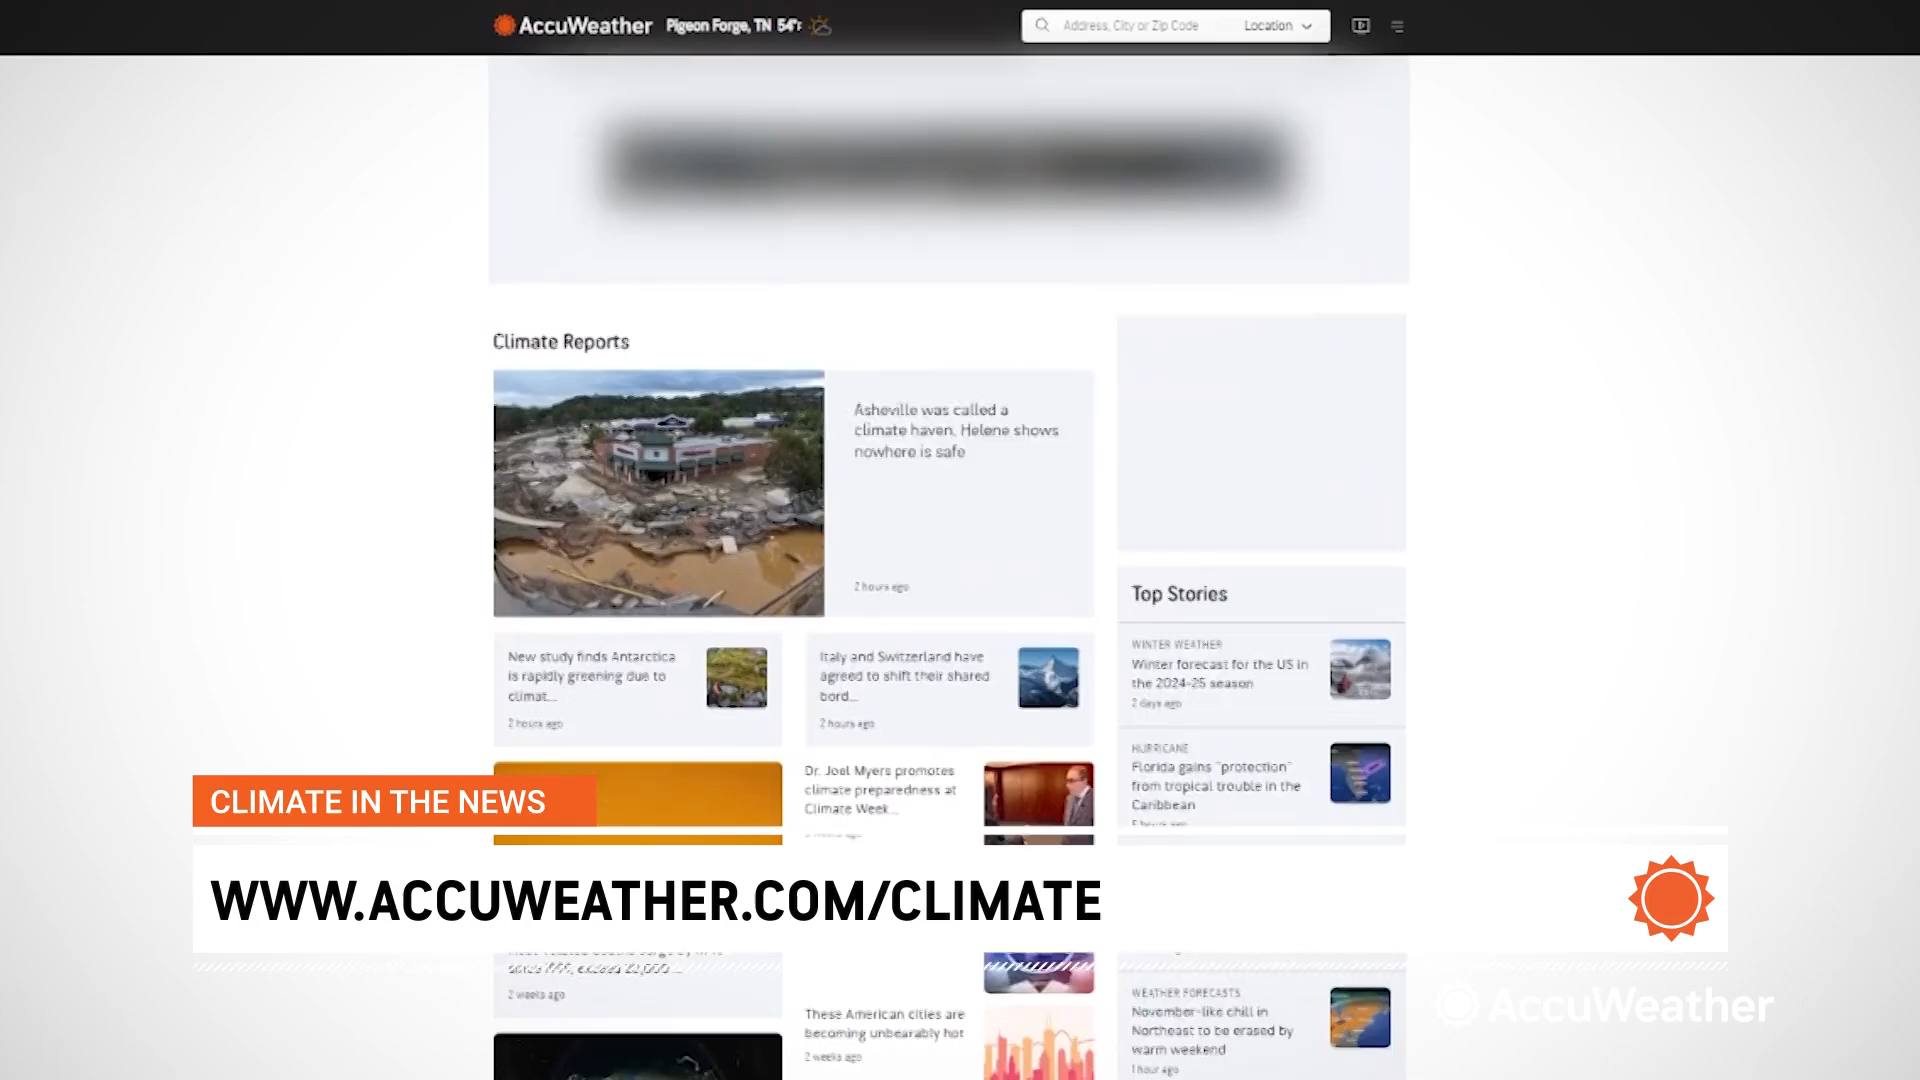 AccuWeather Pigeon Forge, TN 54°F
Address, City or Zip Code Location
Climate Reports
Asheville was called a
climate haven. Helene shows
nowhere is safe
2 hours ago
New study finds Antarctica
is rapidly greening due to
climat...
2 hours ago
Italy and Switzerland have
agreed to shift their shared
bord...
2 hours ago
Dr. Joel Myers promotes
climate preparedness at
Climate Week...
Top Stories
WINTER WEATHER
Winter forecast for the US in
the 2024-25 season
2 days ago
HURRICANE
Florida gains "protection"
from tropical trouble in the
Caribbean
5 hours ago
CLIMATE IN THE NEWS
WWW.ACCUWEATHER.COM/CLIMATE
2 weeks ago
These American cities are
becoming unbearably hot
2 weeks ago
WEATHER FORECASTS
November-like chill in
Northeast to be erased by
warm weekend
1 hour ago
AccuWeather